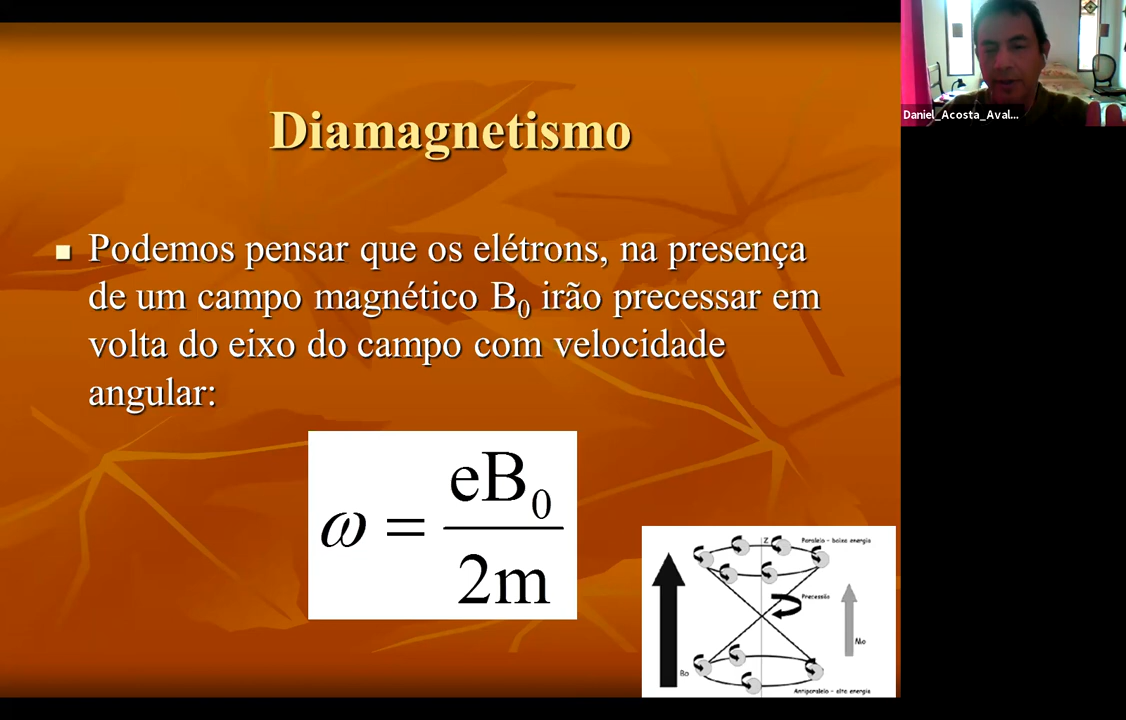 Diamagnetismo
Podemos pensar que os elétrons, na presença
de um campo magnético B₀ irão precessar em
volta do eixo do campo com velocidade
angular:
ω = eB₀ / 2m
Z
Paralelo - baixa energia
Precessão
Mo
Bo
Antiparalelo - alta energia
Daniel_Acosta_Aval...